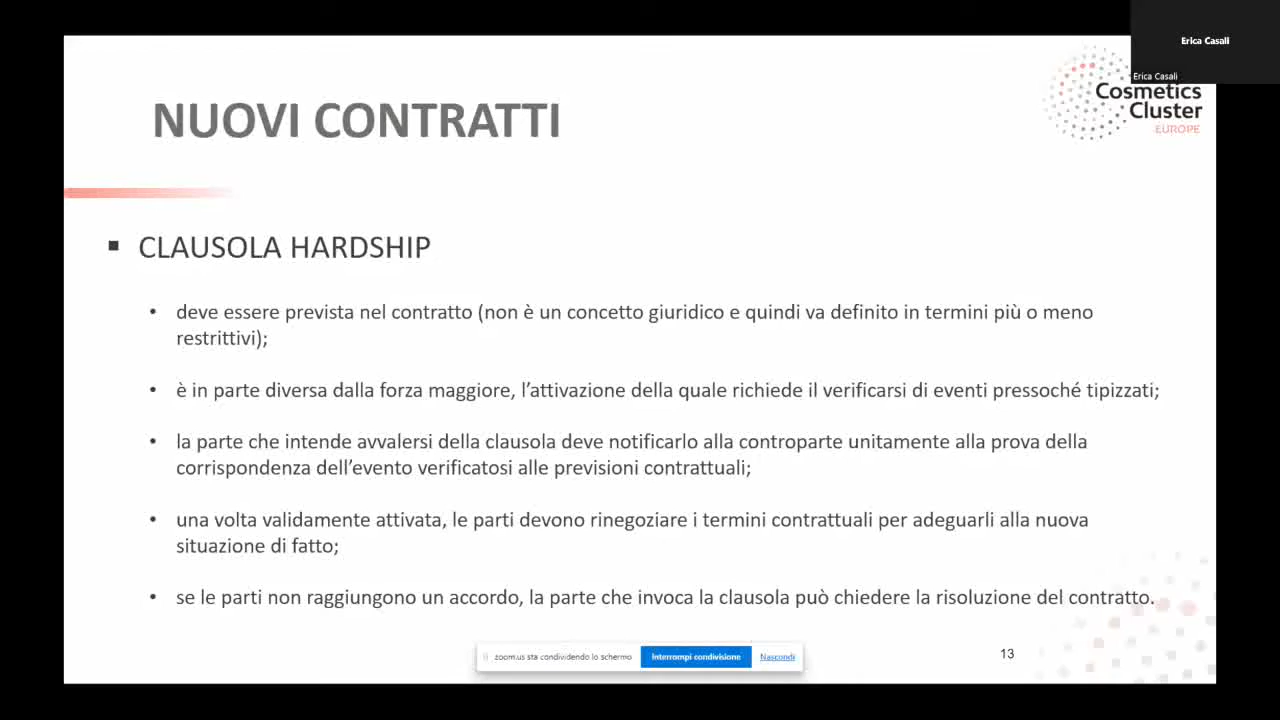 Erica Casali
Erica Casali
Cosmetics
Cluster
EUROPE
NUOVI CONTRATTI
▪ CLAUSOLA HARDSHIP
• deve essere prevista nel contratto (non è un concetto giuridico e quindi va definito in termini più o meno
restrittivi);
• è in parte diversa dalla forza maggiore, l’attivazione della quale richiede il verificarsi di eventi pressoché tipizzati;
• la parte che intende avvalersi della clausola deve notificarlo alla controparte unitamente alla prova della
corrispondenza dell’evento verificatosi alle previsioni contrattuali;
• una volta validamente attivata, le parti devono rinegoziare i termini contrattuali per adeguarli alla nuova
situazione di fatto;
• se le parti non raggiungono un accordo, la parte che invoca la clausola può chiedere la risoluzione del contratto.
zoom.us sta condividendo lo schermo Interrompi condivisione Nascondi
13